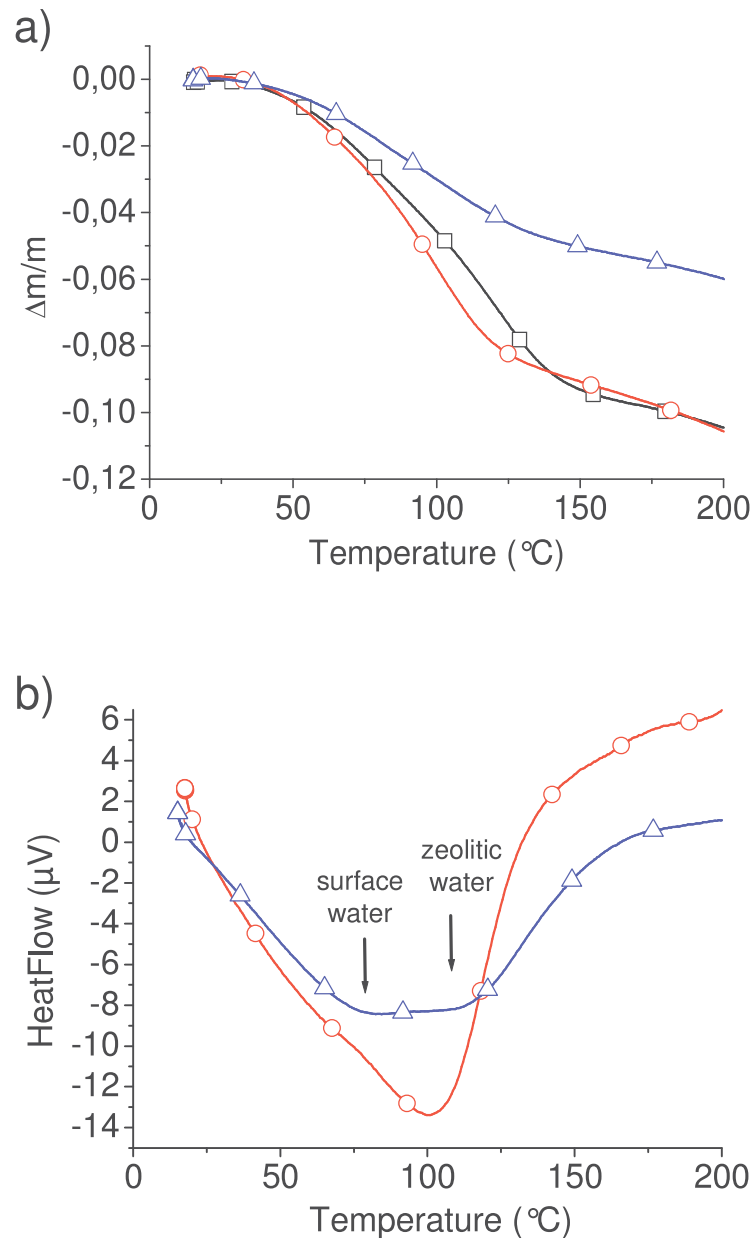 a)
0,00
-0,02
-0,04
-0,06
-0,08
-0,10
-0,12
Δm/m
0 50 100 150 200
Temperature (°C)
b)
6
4
2
0
-2
-4
-6
-8
-10
-12
-14
HeatFlow (µV)
surface
water
zeolitic
water
0 50 100 150 200
Temperature (°C)